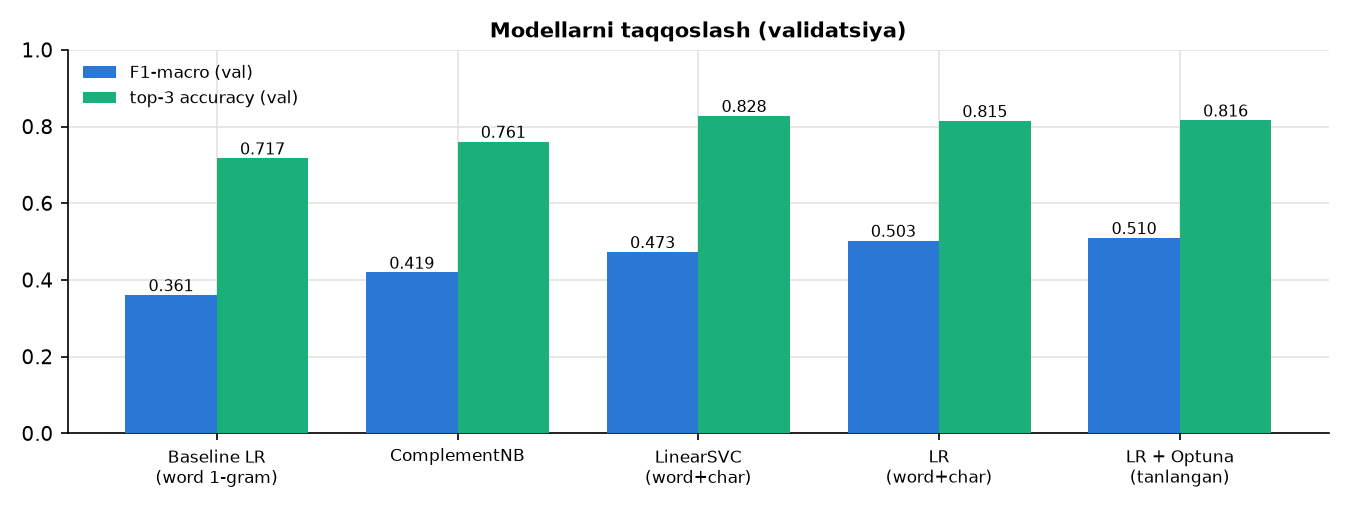 Modellarni taqqoslash (validatsiya)
1.0
0.8
0.6
0.4
0.2
0.0
F1-macro (val)
top-3 accuracy (val)
0.361
0.717
0.419
0.761
0.473
0.828
0.503
0.815
0.510
0.816
Baseline LR
(word 1-gram)
ComplementNB
LinearSVC
(word+char)
LR
(word+char)
LR + Optuna
(tanlangan)